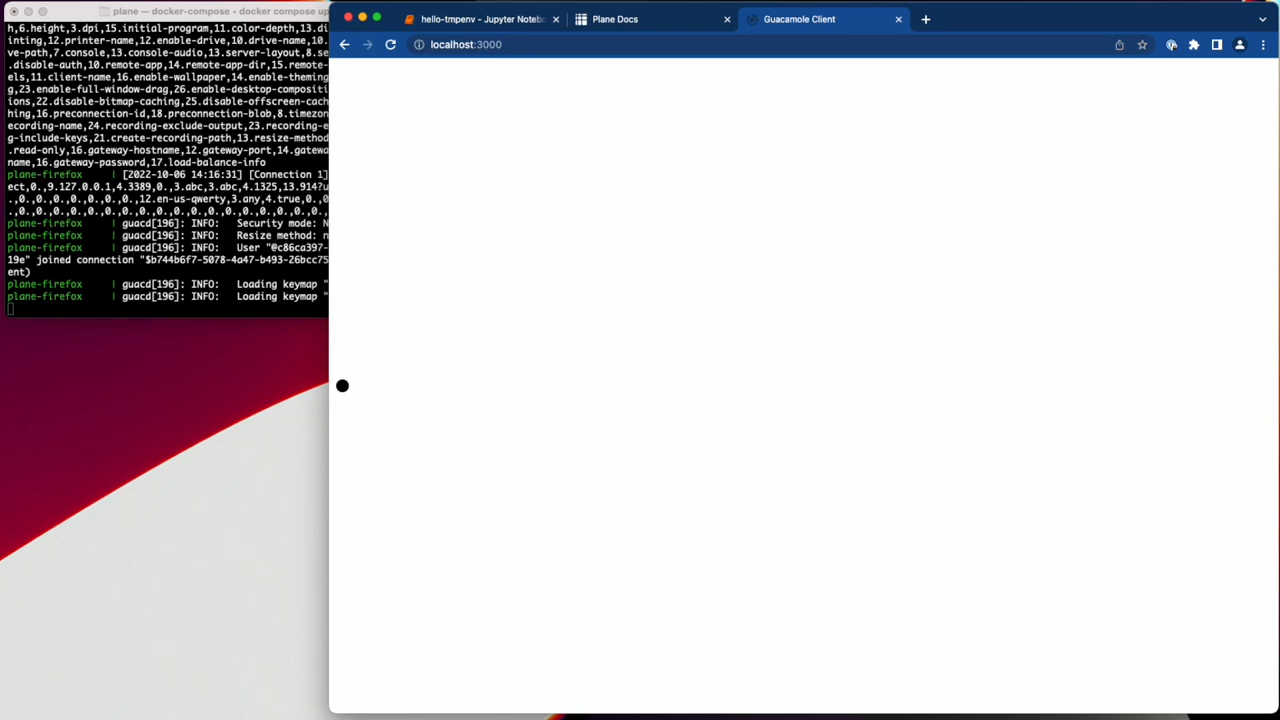 plane — docker-compose • docker compose up
h,6.height,3.dpi,15.initial-program,11.color-depth,13.di
inting,12.printer-name,12.enable-drive,10.drive-name,10.
ve-path,7.console,13.console-audio,13.server-layout,8.se
.disable-auth,10.remote-app,14.remote-app-dir,15.remote-
els,11.client-name,16.enable-wallpaper,14.enable-theming
g,23.enable-full-window-drag,26.enable-desktop-compositi
ions,22.disable-bitmap-caching,25.disable-offscreen-cach
hing,16.preconnection-id,18.preconnection-blob,8.timezon
ecording-name,24.recording-exclude-output,23.recording-e
g-include-keys,21.create-recording-path,13.resize-method
.read-only,16.gateway-hostname,12.gateway-port,14.gatewa
name,16.gateway-password,17.load-balance-info
plane-firefox | [2022-10-06 14:16:31] [Connection 1]
ect,0.,9.127.0.0.1,4.3389,0.,3.abc,3.abc,4.1325,13.914?u
.,0.,0.,0.,0.,0.,0.,12.en-us-qwerty,3.any,4.true,0.,0.,0
.,0.,0.,0.,0.,0.,0.,0.,0.,0.,0.,0.,0.,0.,0.,0.,0.,0.,0.,
plane-firefox | guacd[196]: INFO: Security mode: N
plane-firefox | guacd[196]: INFO: Resize method: n
plane-firefox | guacd[196]: INFO: User "@c86ca397-
19e" joined connection "$b744b6f7-5078-4a47-b493-26bcc75
ent)
plane-firefox | guacd[196]: INFO: Loading keymap "
plane-firefox | guacd[196]: INFO: Loading keymap "
hello-tmpenv - Jupyter Notebo
Plane Docs
Guacamole Client
localhost:3000